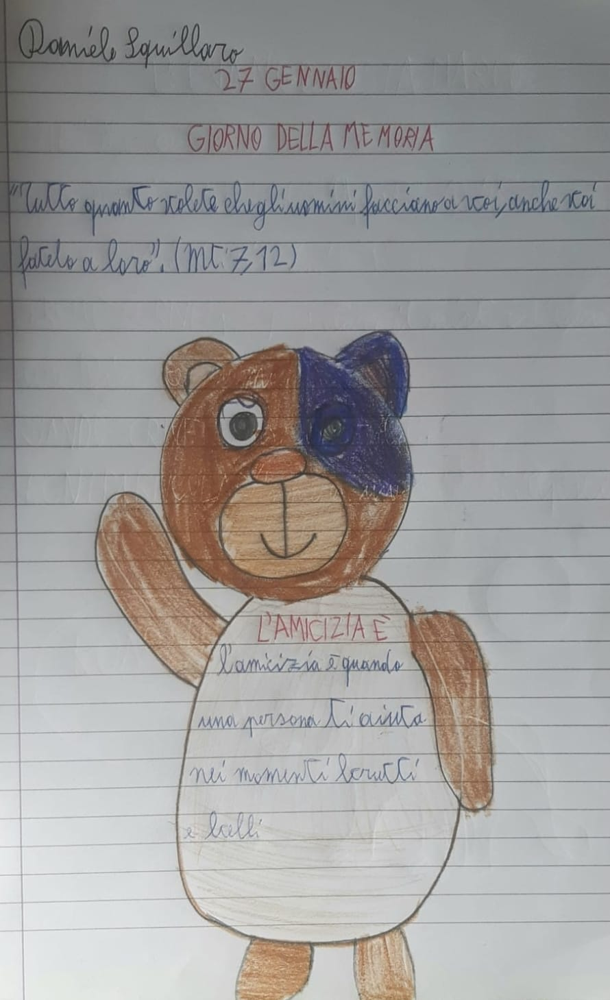 Daniele Squillaro
27 GENNAIO
GIORNO DELLA MEMORIA
"Tutto quanto volete che gli uomini facciano a voi, anche voi
fatelo a loro". (Mt. 7,12)
L'AMICIZIA È
l'amicizia è quando
una persona ti aiuta
nei momenti brutti
e belli